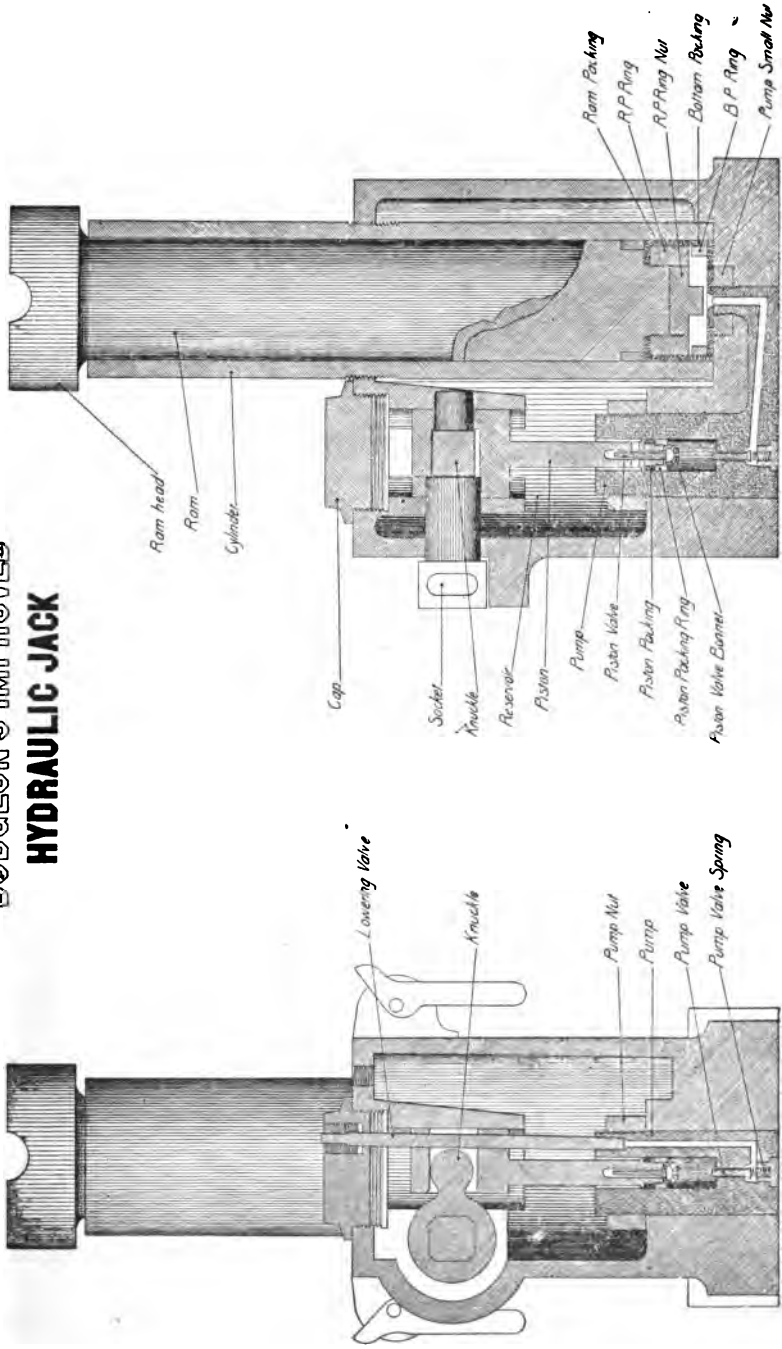 DUDGEON'S IMPROVED
HYDRAULIC JACK
Lowering Valve
Knuckle
Pump Nut
Pump
Pump Valve
Pump Valve Spring
Ram head
Ram
Cylinder
Cap
Socket
Knuckle
Reservoir
Piston
Pump
Piston Valve
Piston Packing
Piston Packing Ring
Piston Valve Bunner
Ram Packing
R P Ring
R P Ring Nut
Bottom Packing
B P Ring
Pump Small Nut